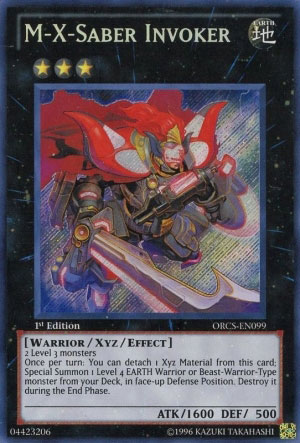 M-X-Saber Invoker
EARTH
地
1st Edition
ORCS-EN099
[Warrior / Xyz / Effect]
2 Level 3 monsters
Once per turn: You can detach 1 Xyz Material from this card;
Special Summon 1 Level 4 EARTH Warrior or Beast-Warrior-Type
monster from your Deck, in face-up Defense Position. Destroy it
during the End Phase.
ATK/1600 DEF/ 500
04423206
©1996 KAZUKI TAKAHASHI